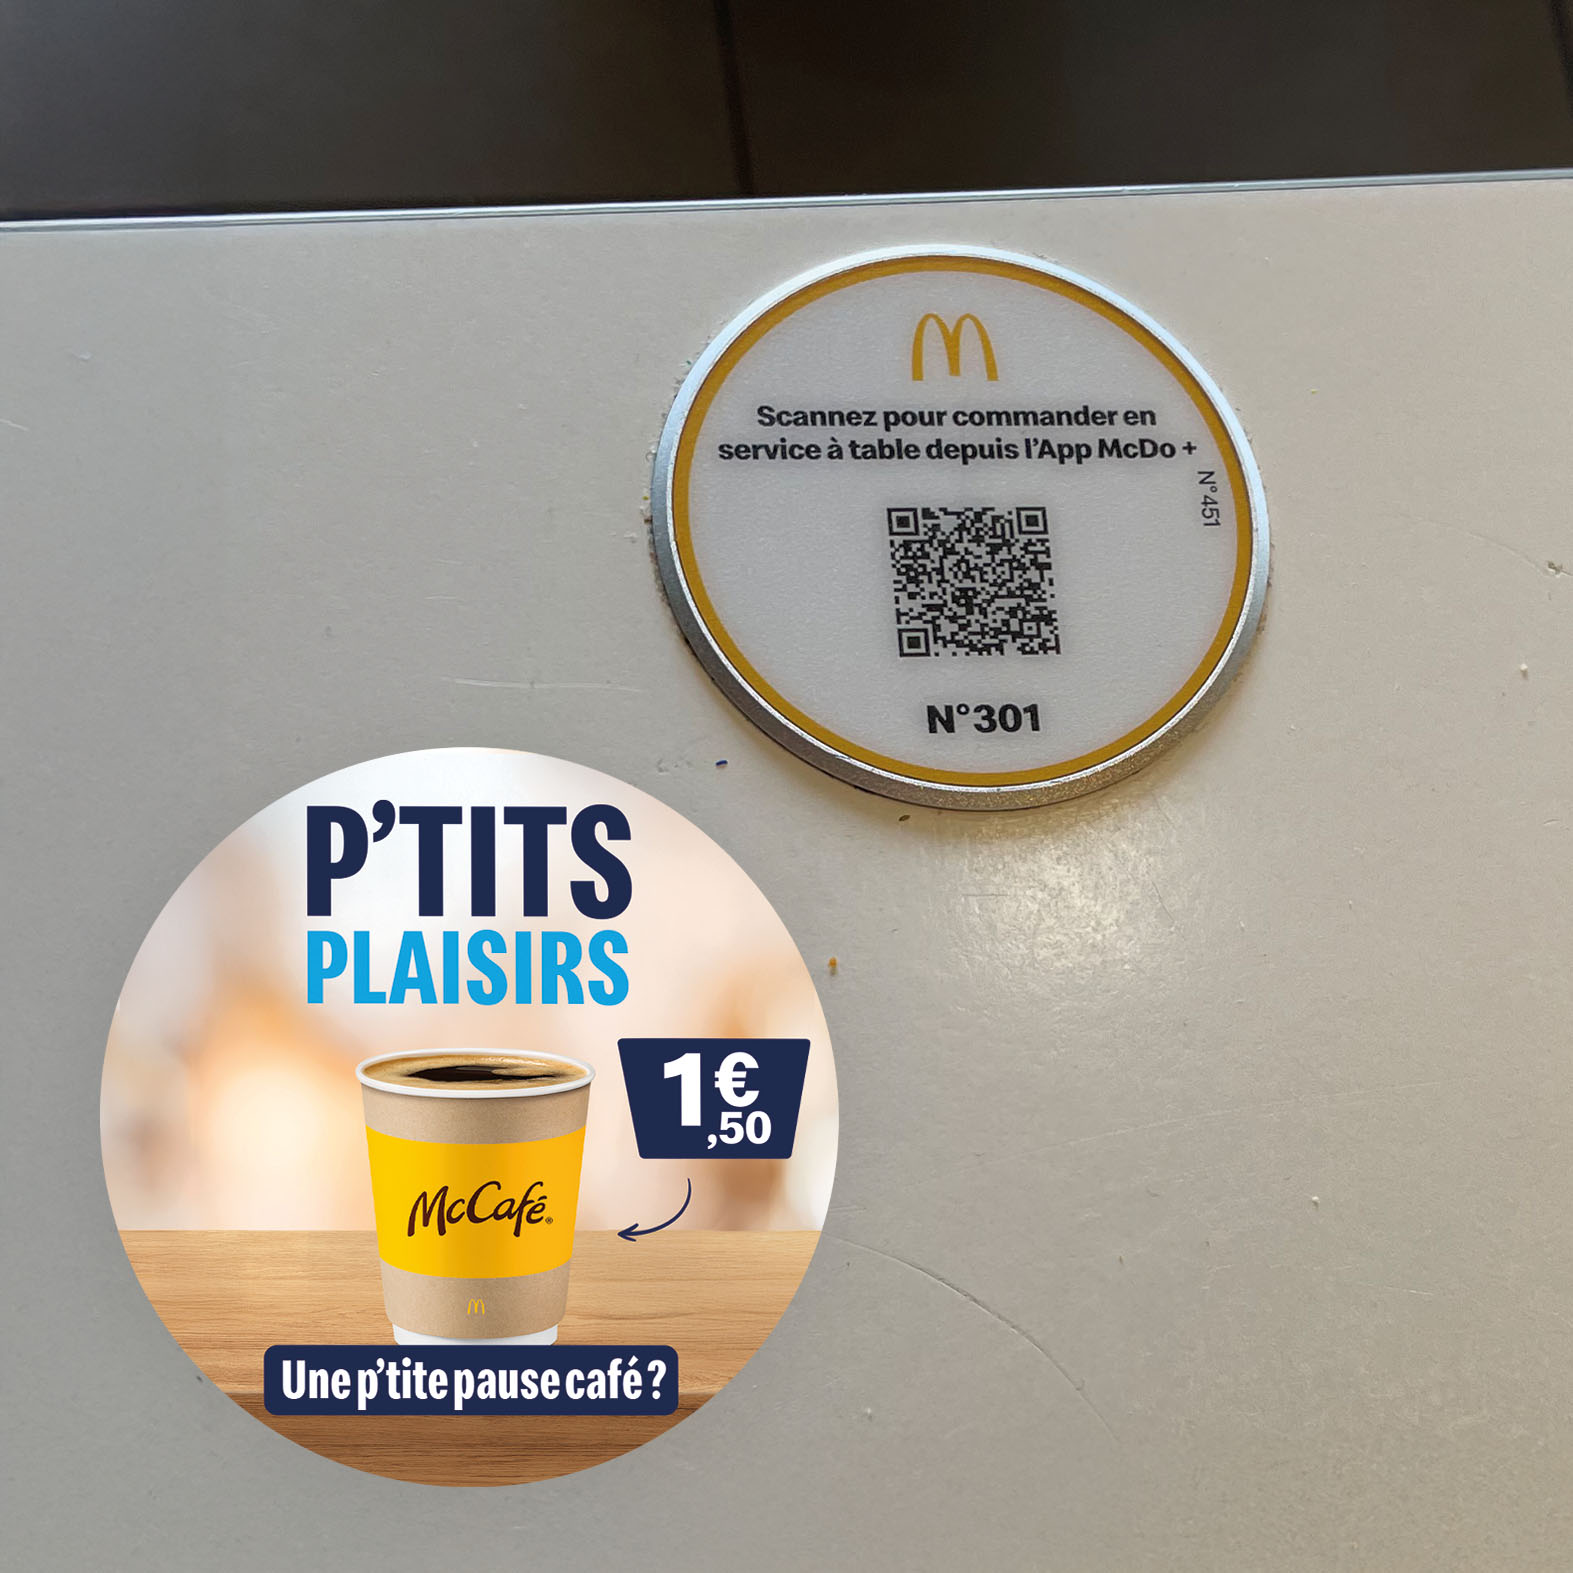 Scannez pour commander en
service à table depuis l'App McDo +
N°451
N°301
P'TITS
PLAISIRS
1€,50
McCafé®
Une p'tite pause café ?